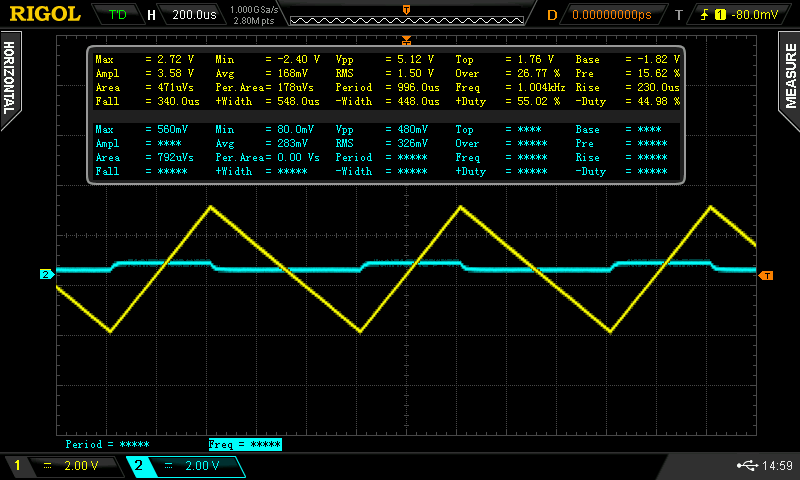 RIGOL T'D H 200.0us 1.000GSa/s 2.80M pts T D 0.00000000ps T 1 -80.0mV
HORIZONTAL
MEASURE
Max = 2.72 V Min = -2.40 V Vpp = 5.12 V Top = 1.76 V Base = -1.82 V
Ampl = 3.58 V Avg = 168mV RMS = 1.50 V Over = 26.77 % Pre = 15.62 %
Area = 471uVs Per.Area= 178uVs Period = 996.0us Freq = 1.004kHz Rise = 230.0us
Fall = 340.0us +Width = 548.0us -Width = 448.0us +Duty = 55.02 % -Duty = 44.98 %
Max = 560mV Min = 80.0mV Vpp = 480mV Top = **** Base = ****
Ampl = **** Avg = 283mV RMS = 326mV Over = ***** Pre = *****
Area = 792uVs Per.Area= 0.00 Vs Period = ***** Freq = ***** Rise = *****
Fall = ***** +Width = ***** -Width = ***** +Duty = ***** -Duty = *****
2
T
Period = ***** Freq = *****
1 2.00 V 2 2.00 V 14:59